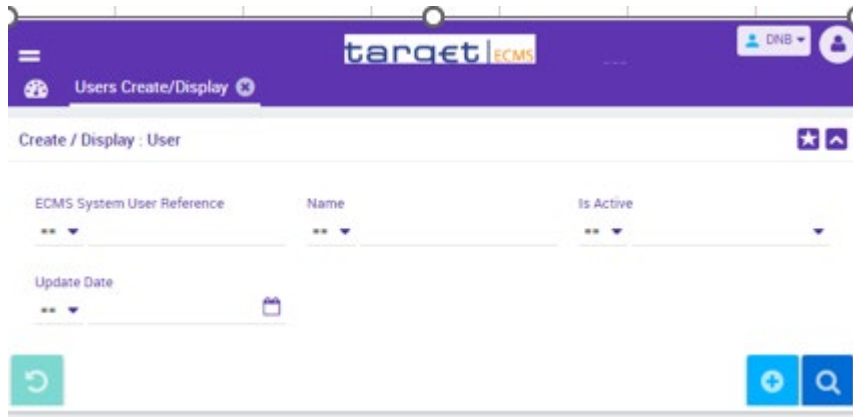 target | ECMS
DNB
Users Create/Display
Create / Display : User
ECMS System User Reference
Name
Is Active
--
--
--
Update Date
--